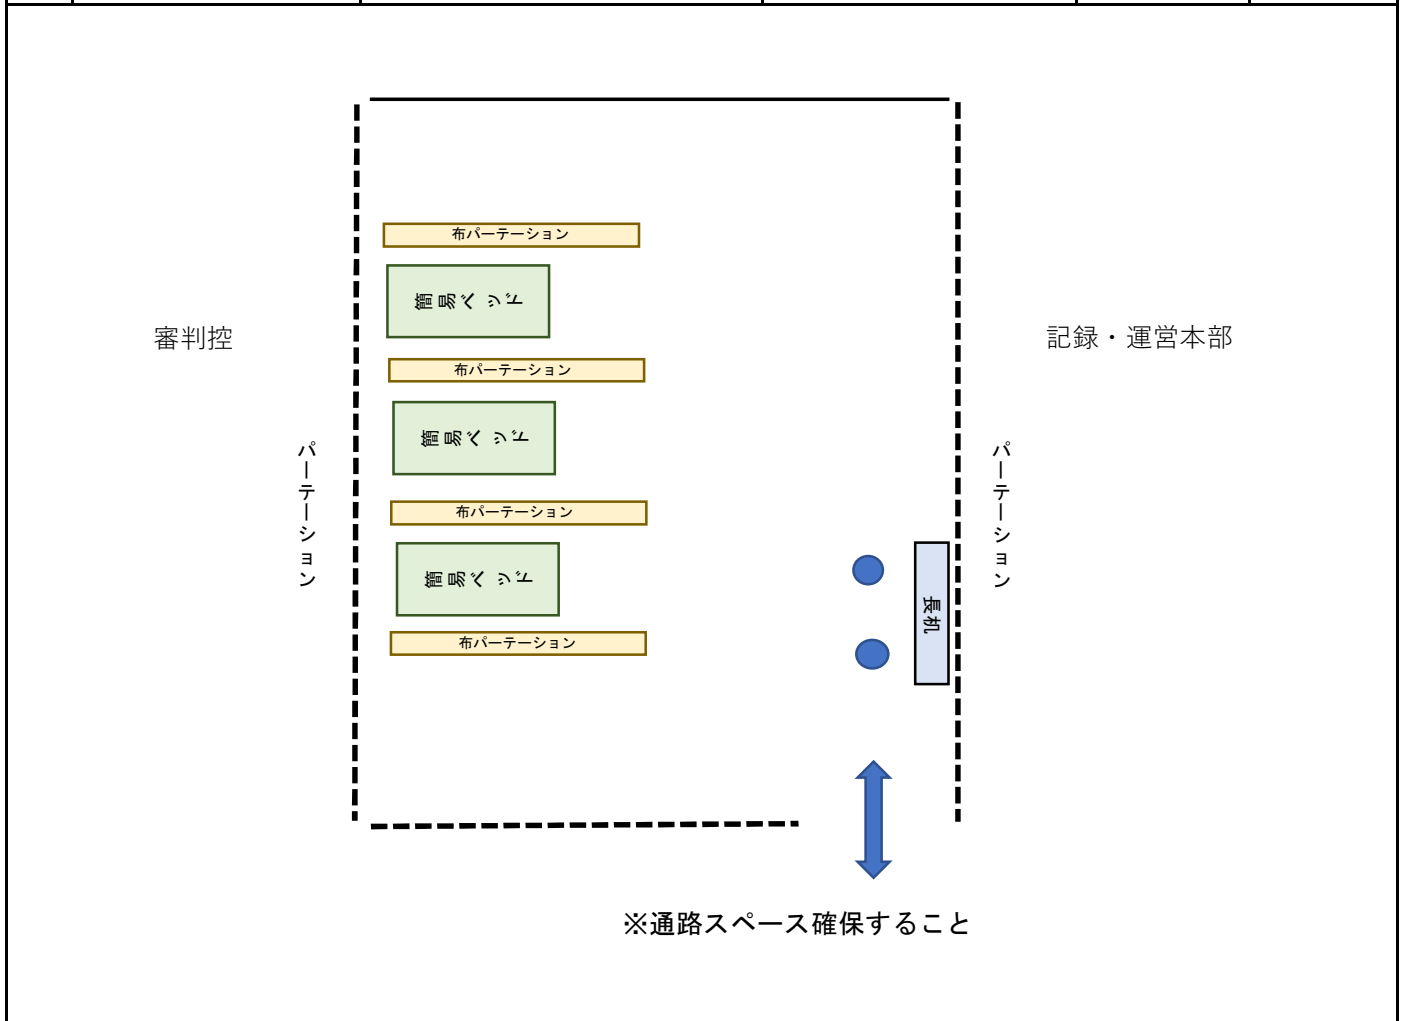 布パーテーション
簡易ベッド
審判控
記録・運営本部
布パーテーション
簡易ベッド
パーテーション
パーテーション
布パーテーション
簡易ベッド
長机
布パーテーション
※通路スペース確保すること